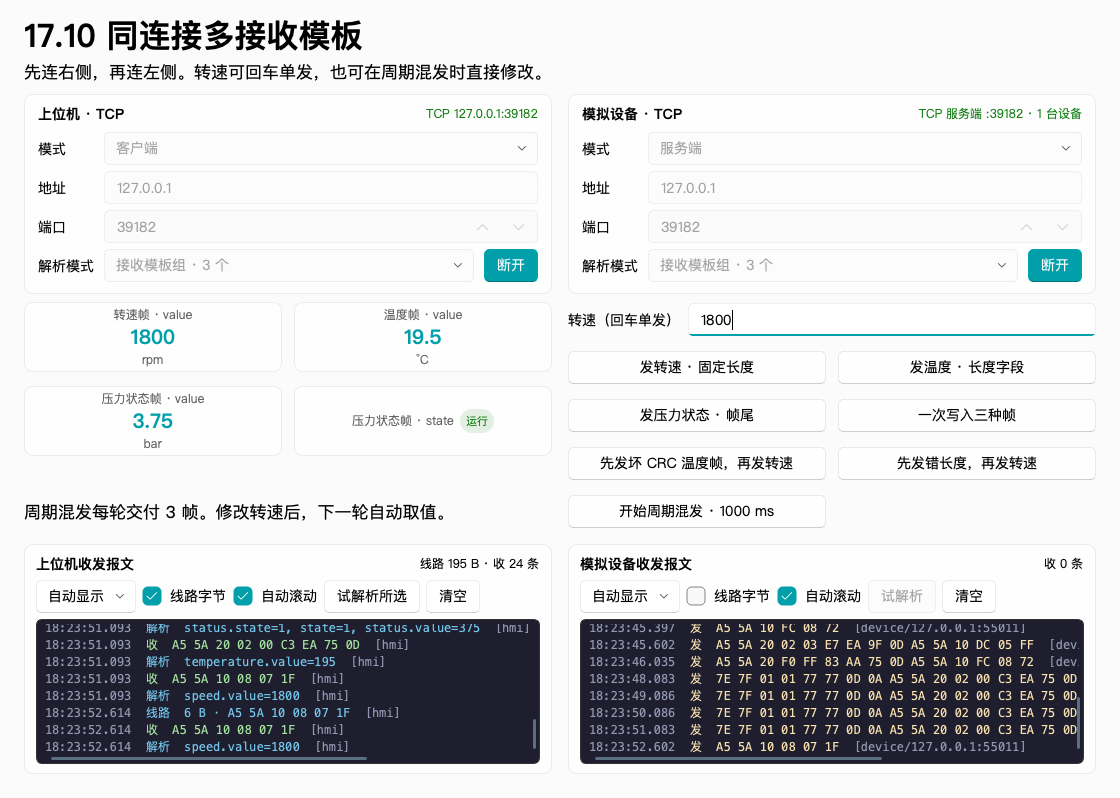 17.10 同连接多接收模板
先连右侧，再连左侧。转速可回车单发，也可在周期混发时直接修改。
上位机 · TCP
TCP 127.0.0.1:39182
模式
客户端
地址
127.0.0.1
端口
39182
解析模式
接收模板组 · 3 个
断开
模拟设备 · TCP
TCP 服务端 :39182 · 1 台设备
模式
服务端
地址
127.0.0.1
端口
39182
解析模式
接收模板组 · 3 个
断开
转速帧 · value
1800
rpm
温度帧 · value
19.5
°C
压力状态帧 · value
3.75
bar
压力状态帧 · state 运行
转速（回车单发）
1800
发转速 · 固定长度
发温度 · 长度字段
发压力状态 · 帧尾
一次写入三种帧
先发坏 CRC 温度帧，再发转速
先发错长度，再发转速
开始周期混发 · 1000 ms
周期混发每轮交付 3 帧。修改转速后，下一轮自动取值。
上位机收发报文
线路 195 B · 收 24 条
自动显示
线路字节
自动滚动
试解析所选
清空
18:23:51.093 解析 status.state=1, state=1, status.value=375 [hmi]
18:23:51.093 收 A5 5A 20 02 00 C3 EA 75 0D [hmi]
18:23:51.093 解析 temperature.value=195 [hmi]
18:23:51.093 收 A5 5A 10 08 07 1F [hmi]
18:23:51.093 解析 speed.value=1800 [hmi]
18:23:52.614 线路 6 B · A5 5A 10 08 07 1F [hmi]
18:23:52.614 收 A5 5A 10 08 07 1F [hmi]
18:23:52.614 解析 speed.value=1800 [hmi]
模拟设备收发报文
收 0 条
自动显示
线路字节
自动滚动
试解析
清空
18:23:45.397 发 A5 5A 10 FC 08 72 [device/127.0.0.1:55011]
18:23:45.602 发 A5 5A 20 02 03 E7 EA 9F 0D A5 5A 10 DC 05 FF [dev
18:23:46.035 发 A5 5A 20 F0 FF 83 AA 75 0D A5 5A 10 FC 08 72 [dev
18:23:48.083 发 7E 7F 01 01 77 77 0D 0A A5 5A 20 02 00 C3 EA 75 0D
18:23:49.086 发 7E 7F 01 01 77 77 0D 0A A5 5A 20 02 00 C3 EA 75 0D
18:23:50.086 发 7E 7F 01 01 77 77 0D 0A A5 5A 20 02 00 C3 EA 75 0D
18:23:51.083 发 7E 7F 01 01 77 77 0D 0A A5 5A 20 02 00 C3 EA 75 0D
18:23:52.602 发 A5 5A 10 08 07 1F [device/127.0.0.1:55011]